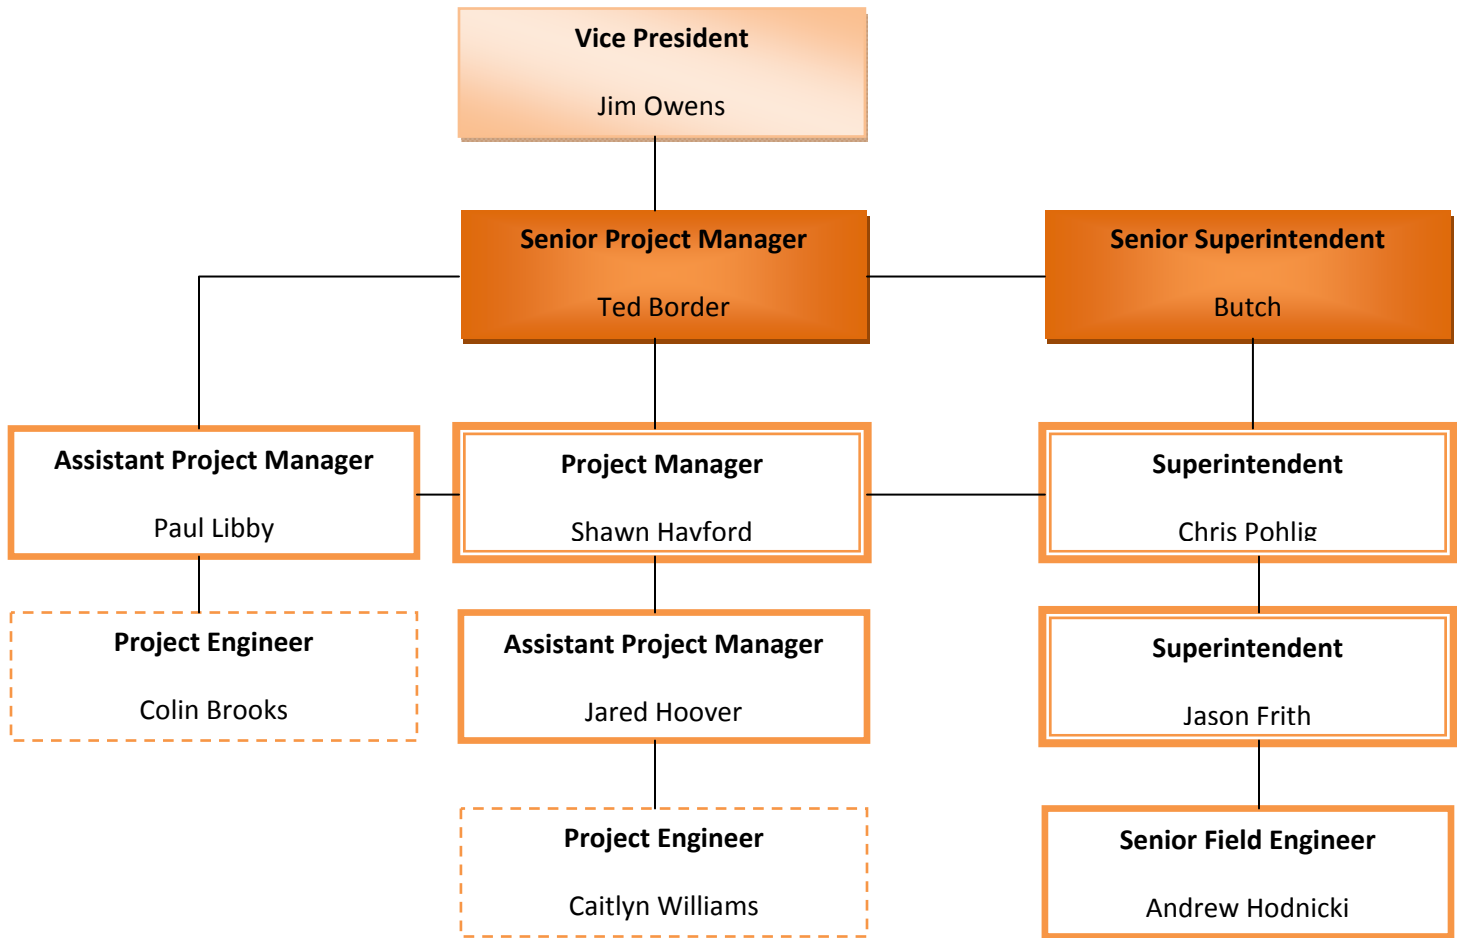 Vice President
Jim Owens
Senior Project Manager
Ted Border
Senior Superintendent
Butch
Assistant Project Manager
Paul Libby
Project Manager
Shawn Hayford
Superintendent
Chris Pohlig
Project Engineer
Colin Brooks
Assistant Project Manager
Jared Hoover
Superintendent
Jason Frith
Project Engineer
Caitlyn Williams
Senior Field Engineer
Andrew Hodnicki